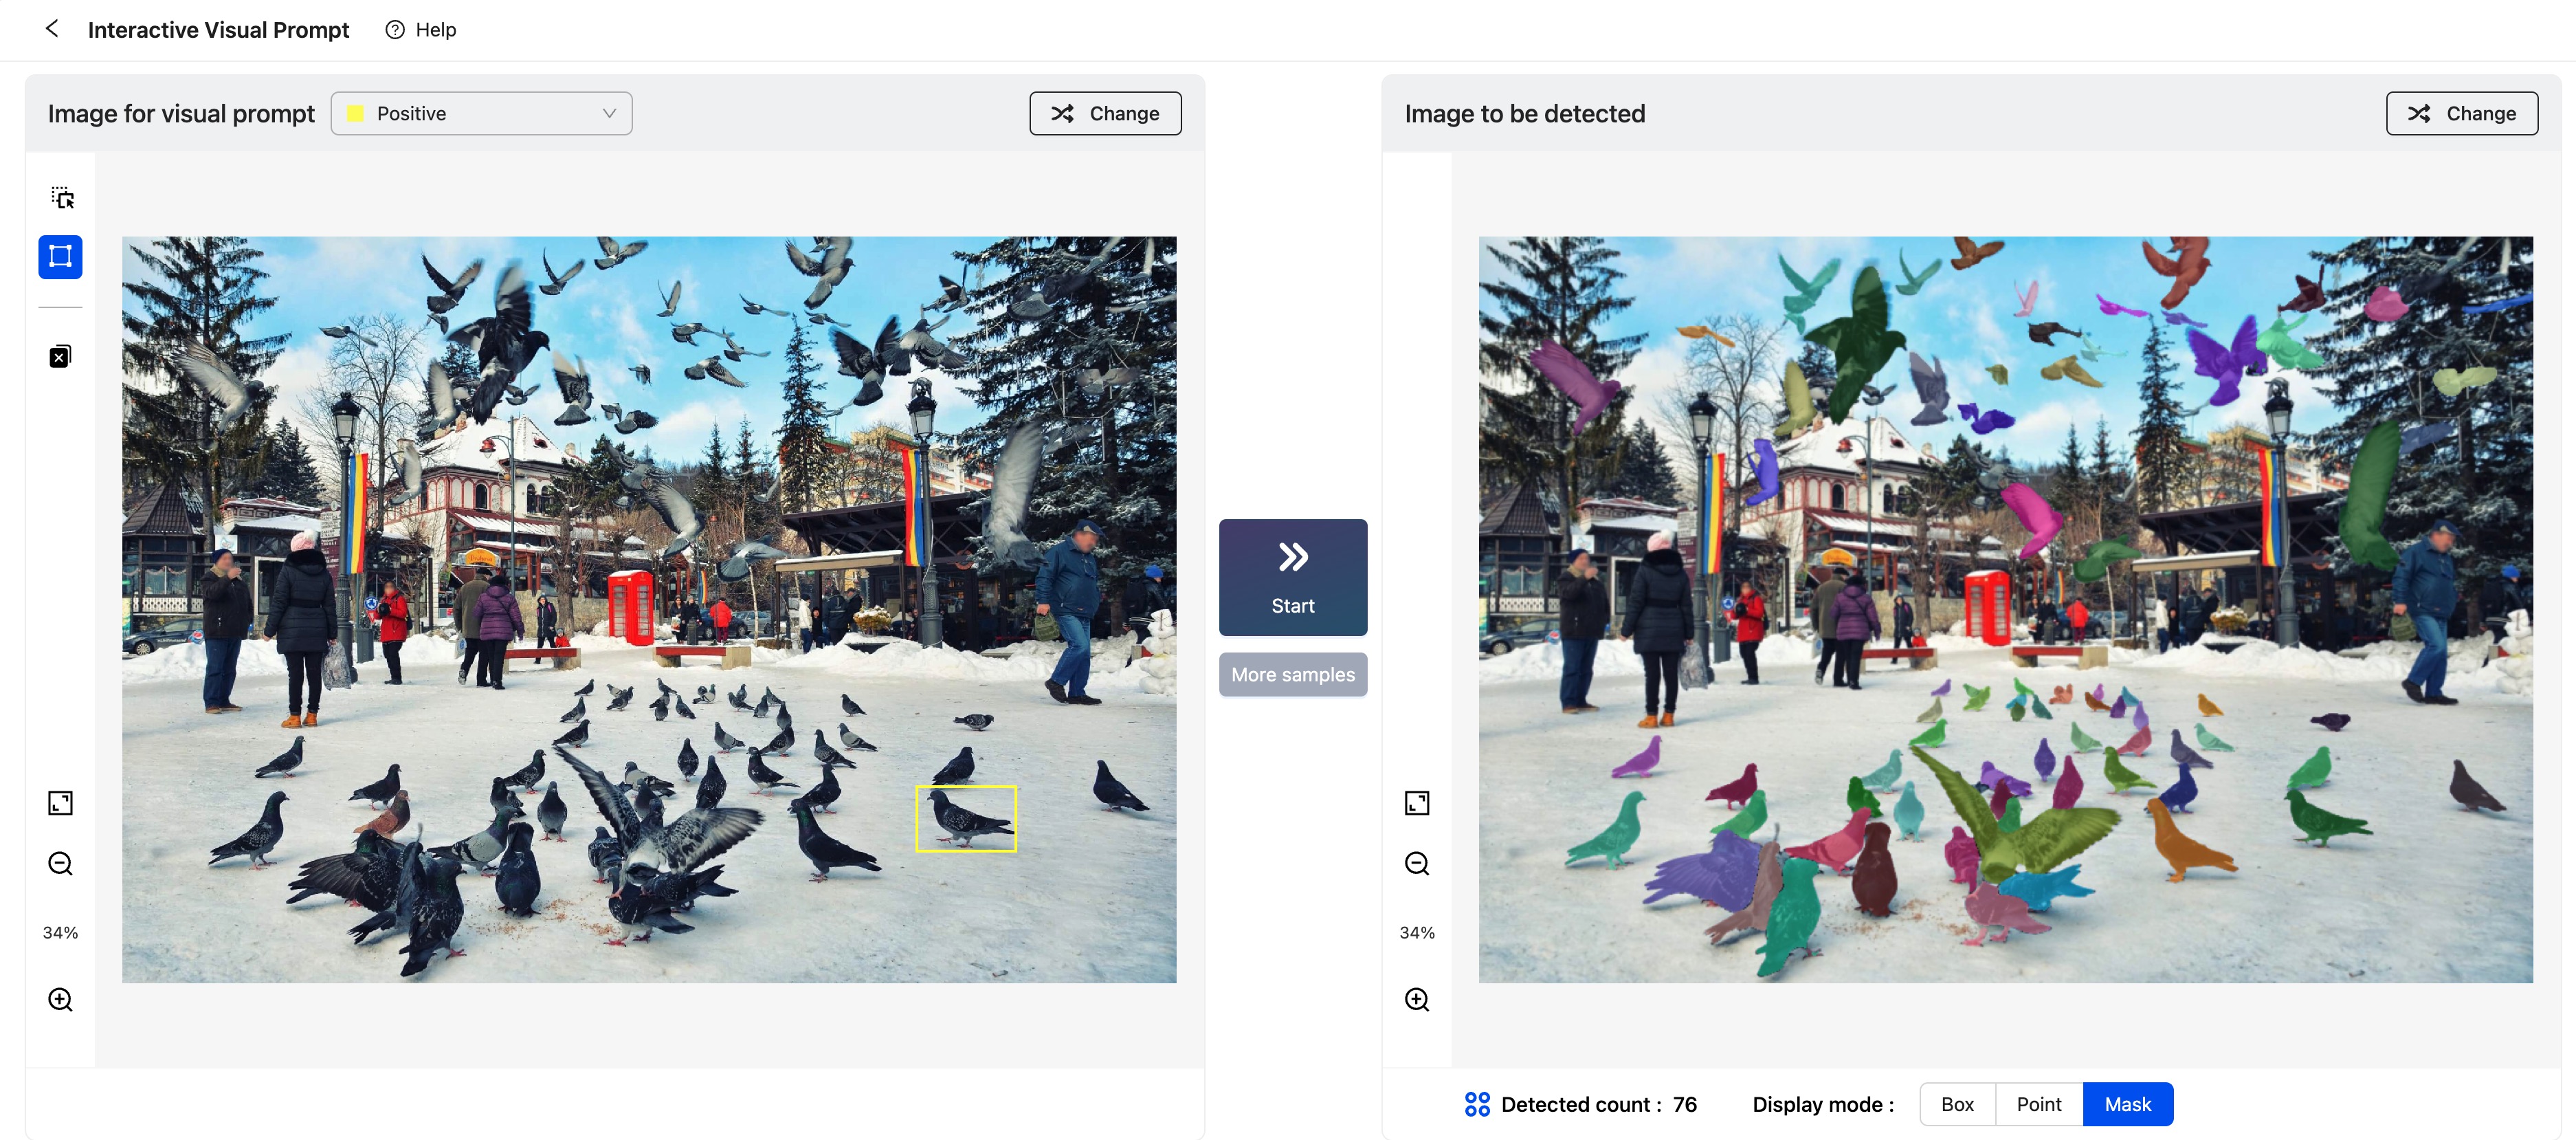 Interactive Visual Prompt
Help
Image for visual prompt
Positive
Change
Image to be detected
Change
Start
More samples
34%
34%
Detected count : 76
Display mode :
Box
Point
Mask